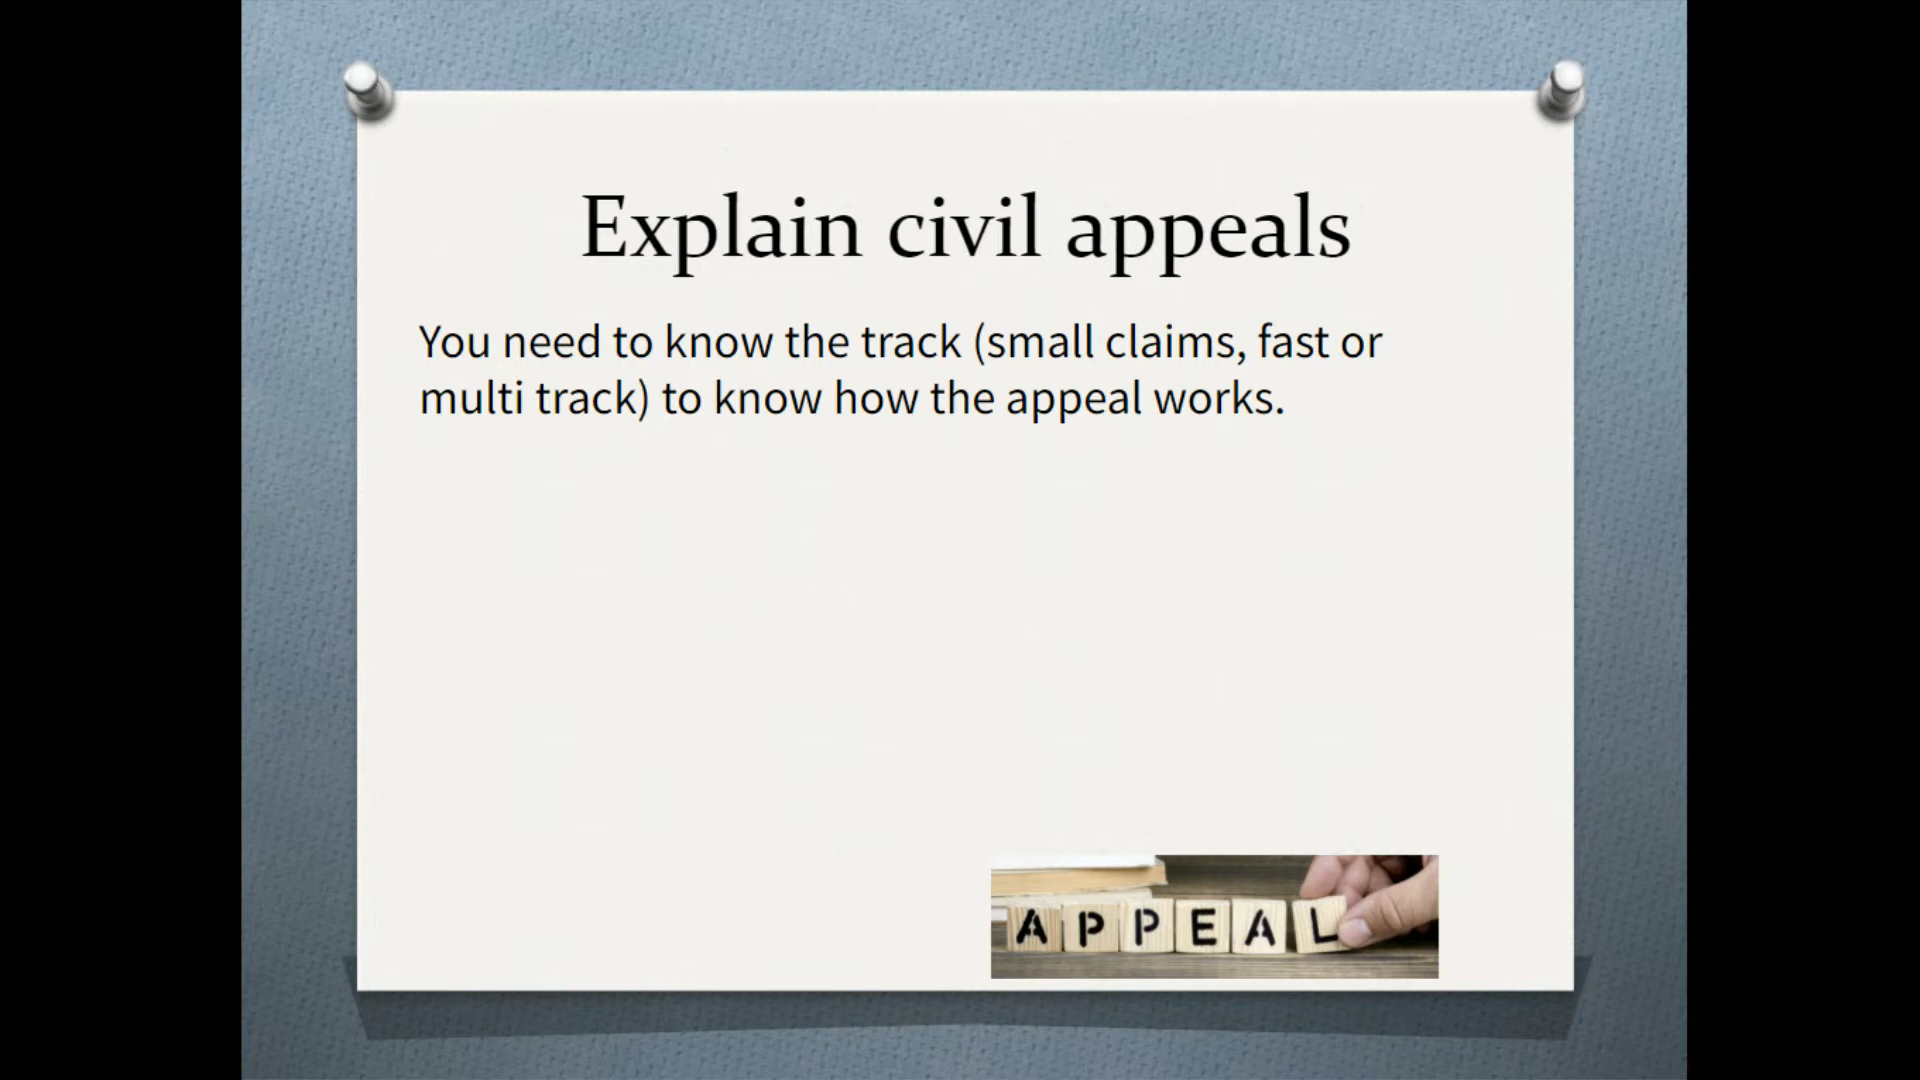 Explain civil appeals
You need to know the track (small claims, fast or
multi track) to know how the appeal works.
APPEAL